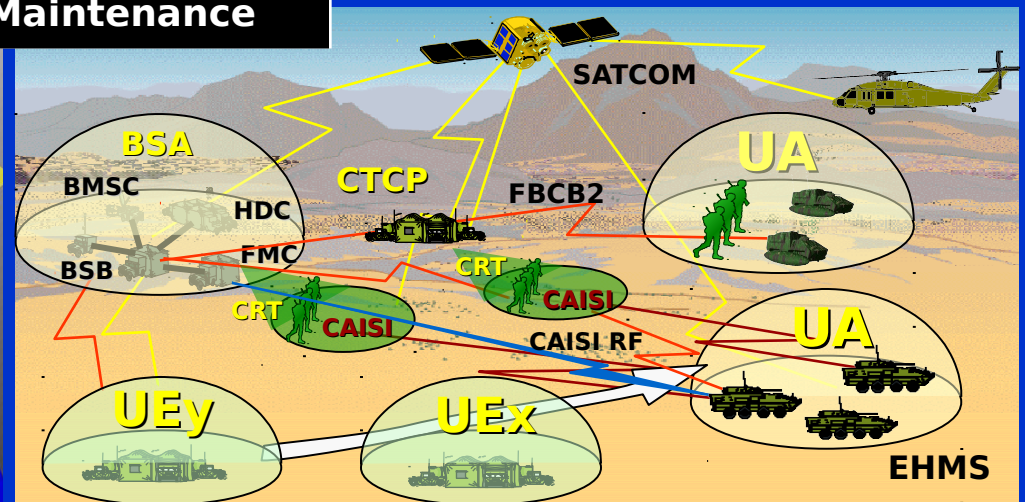 Maintenance
SATCOM
BSA
UA
BMSC
CTCP
FBCB2
HDC
FMC
BSB
CRT
CAISI
CRT
CAISI
CAISI RF
UA
UEy
UEx
EHMS